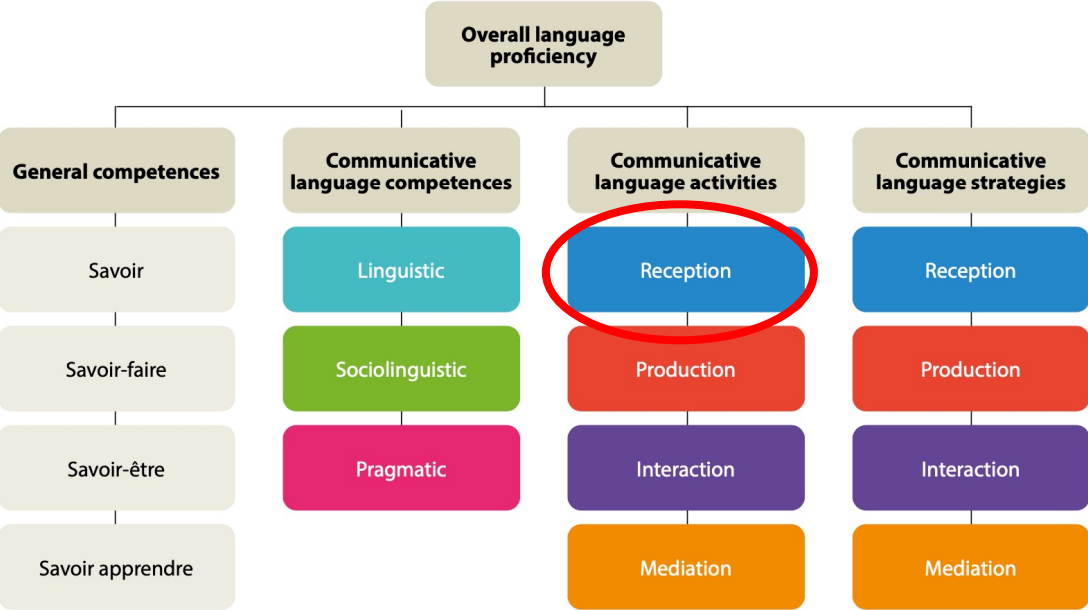 Overall language
proficiency
General competences
Communicative
language competences
Communicative
language activities
Communicative
language strategies
Savoir
Linguistic
Reception
Reception
Savoir-faire
Sociolinguistic
Production
Production
Savoir-être
Pragmatic
Interaction
Interaction
Savoir apprendre
Mediation
Mediation